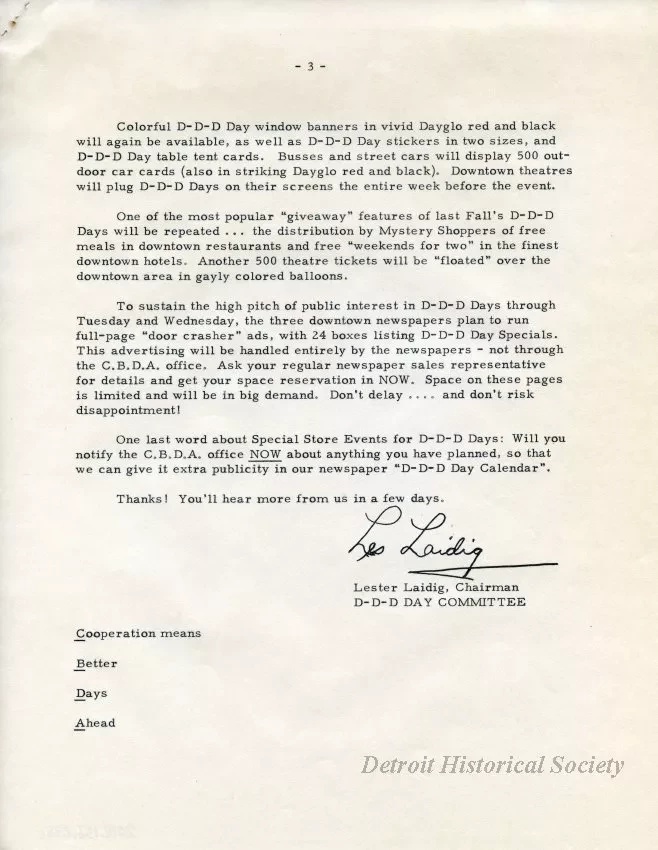 - 3 -
Colorful D-D-D Day window banners in vivid Dayglo red and black
will again be available, as well as D-D-D Day stickers in two sizes, and
D-D-D Day table tent cards. Busses and street cars will display 500 out-
door car cards (also in striking Dayglo red and black). Downtown theatres
will plug D-D-D Days on their screens the entire week before the event.
One of the most popular “giveaway” features of last Fall's D-D-D
Days will be repeated ... the distribution by Mystery Shoppers of free
meals in downtown restaurants and free “weekends for two” in the finest
downtown hotels. Another 500 theatre tickets will be “floated” over the
downtown area in gayly colored balloons.
To sustain the high pitch of public interest in D-D-D Days through
Tuesday and Wednesday, the three downtown newspapers plan to run
full-page “door crasher” ads, with 24 boxes listing D-D-D Day Specials.
This advertising will be handled entirely by the newspapers - not through
the C.B.D.A. office. Ask your regular newspaper sales representative
for details and get your space reservation in NOW. Space on these pages
is limited and will be in big demand. Don't delay .... and don't risk
disappointment!
One last word about Special Store Events for D-D-D Days: Will you
notify the C.B.D.A. office NOW about anything you have planned, so that
we can give it extra publicity in our newspaper “D-D-D Day Calendar”.
Thanks! You'll hear more from us in a few days.
Les Laidig
Lester Laidig, Chairman
D-D-D DAY COMMITTEE
Cooperation means
Better
Days
Ahead
Detroit Historical Society